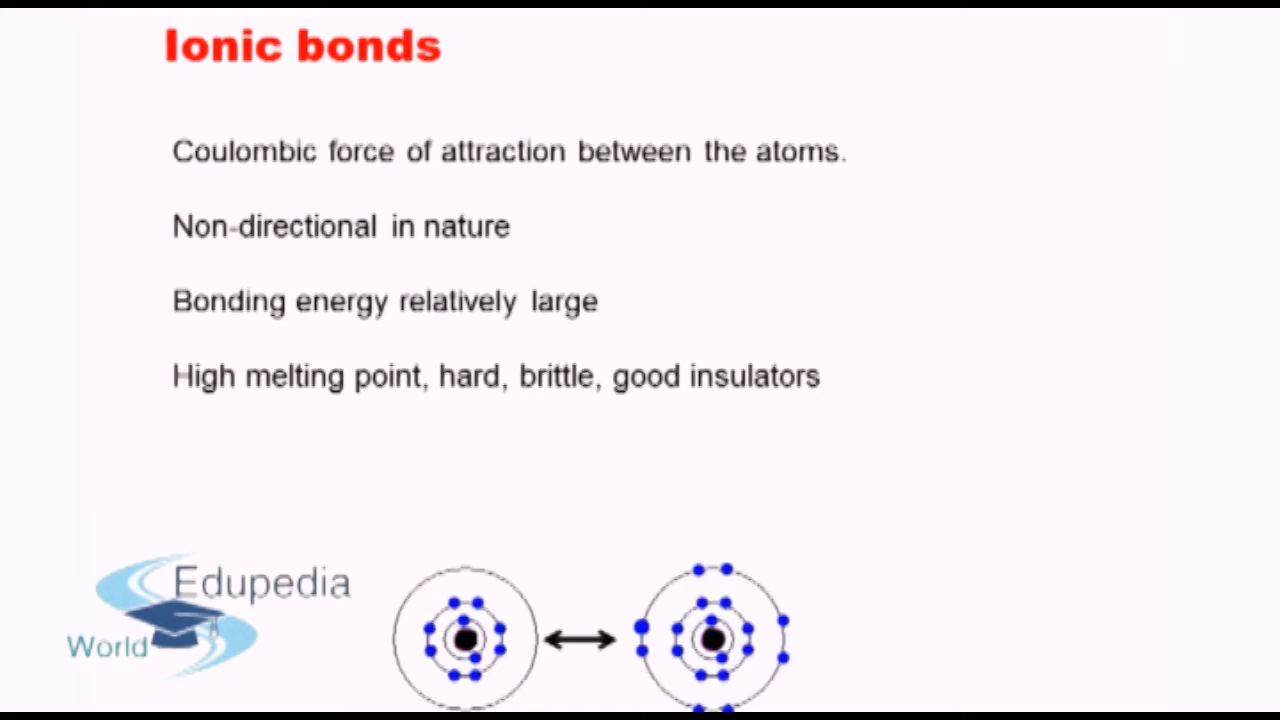 Ionic bonds
Coulombic force of attraction between the atoms.
Non-directional in nature
Bonding energy relatively large
High melting point, hard, brittle, good insulators
Edupedia
World